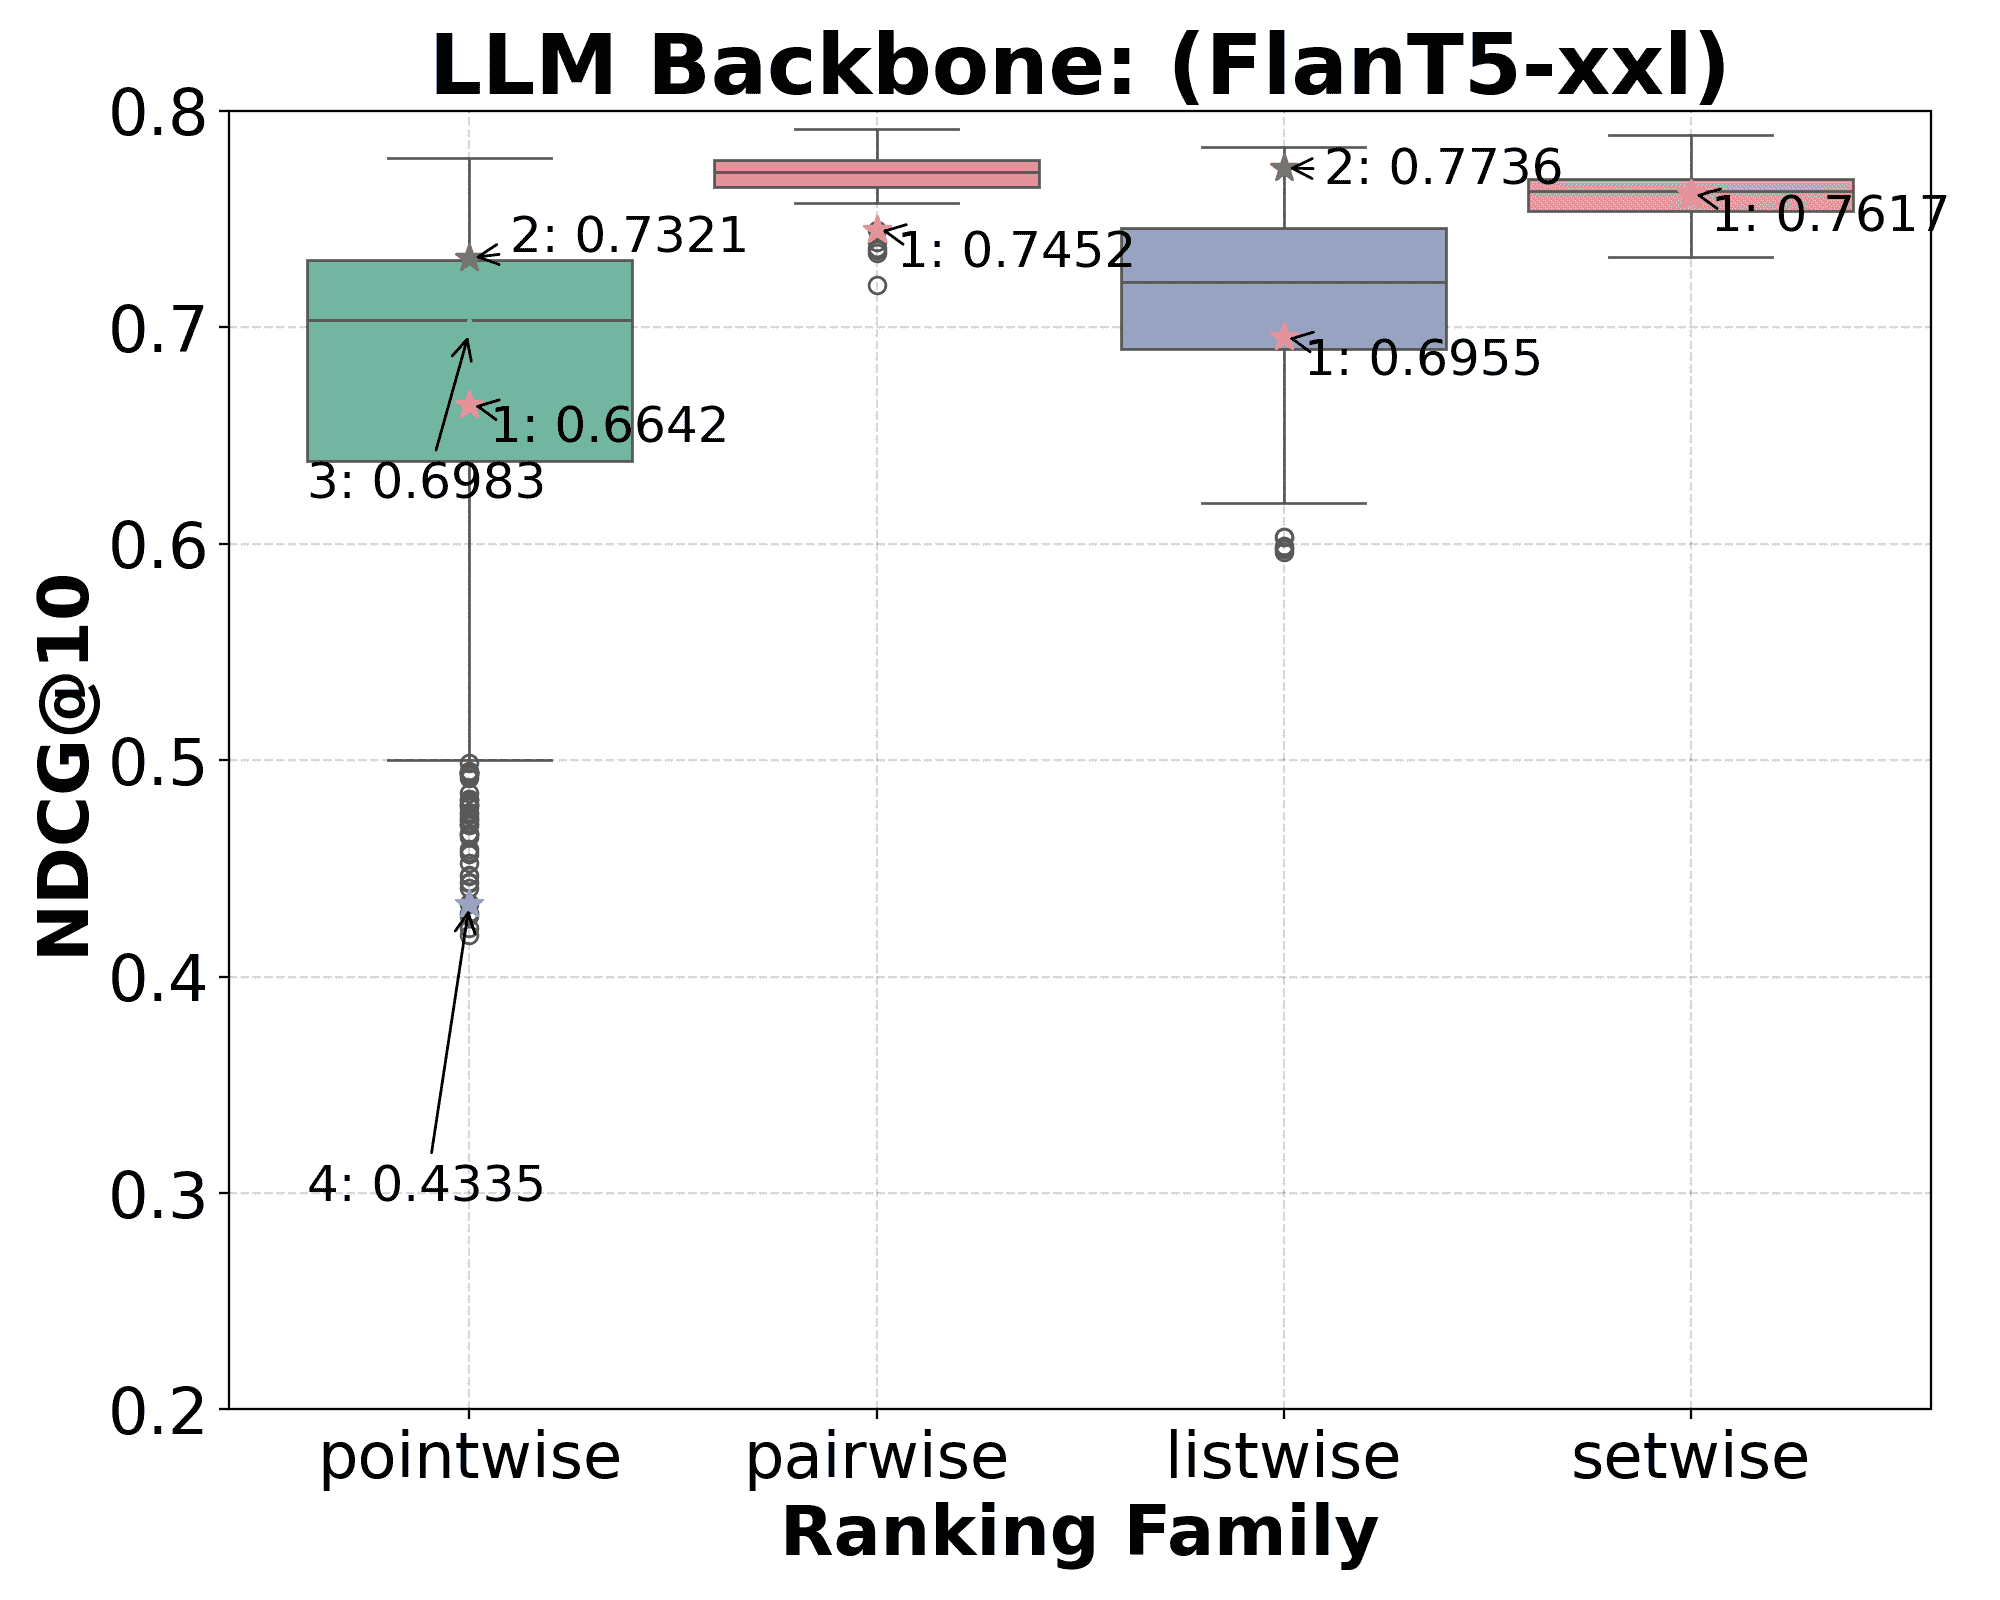 LLM Backbone: (FlanT5-xxl)
NDCG@10
0.8
0.7
0.6
0.5
0.4
0.3
0.2
2: 0.7321
1: 0.6642
3: 0.6983
4: 0.4335
1: 0.7452
2: 0.7736
1: 0.6955
1: 0.7617
pointwise
pairwise
listwise
setwise
Ranking Family